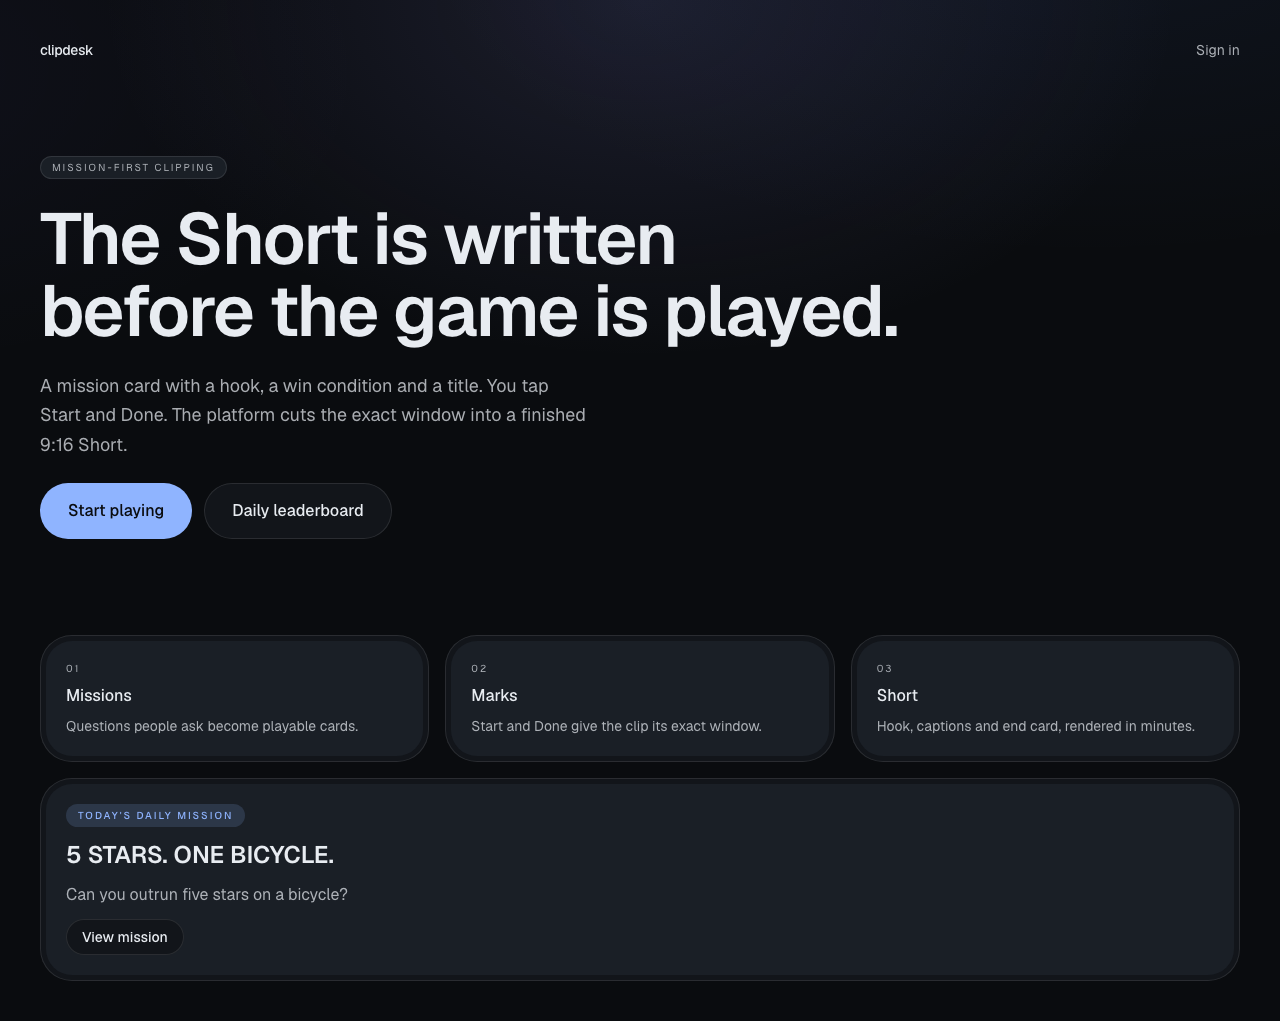 clipdesk
Sign in
MISSION-FIRST CLIPPING
The Short is written
before the game is played.
A mission card with a hook, a win condition and a title. You tap
Start and Done. The platform cuts the exact window into a finished
9:16 Short.
Start playing
Daily leaderboard
01
Missions
Questions people ask become playable cards.
02
Marks
Start and Done give the clip its exact window.
03
Short
Hook, captions and end card, rendered in minutes.
TODAY'S DAILY MISSION
5 STARS. ONE BICYCLE.
Can you outrun five stars on a bicycle?
View mission